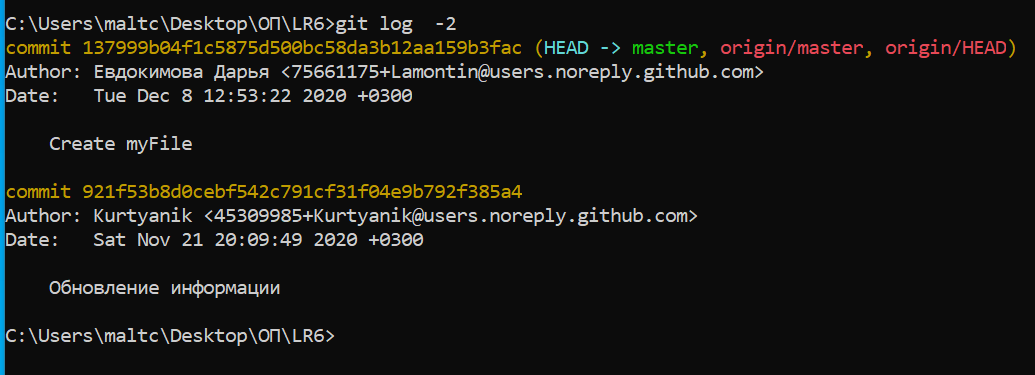 C:\Users\maltc\Desktop\ОП\LR6>git log  -2
commit 137999b04f1c5875d500bc58da3b12aa159b3fac (HEAD -> master, origin/master, origin/HEAD)
Author: Евдокимова Дарья <75661175+Lamontin@users.noreply.github.com>
Date:   Tue Dec 8 12:53:22 2020 +0300
    Create myFile
commit 921f53b8d0cebf542c791cf31f04e9b792f385a4
Author: Kurtyanik <45309985+Kurtyanik@users.noreply.github.com>
Date:   Sat Nov 21 20:09:49 2020 +0300
    Обновление информации
C:\Users\maltc\Desktop\ОП\LR6>